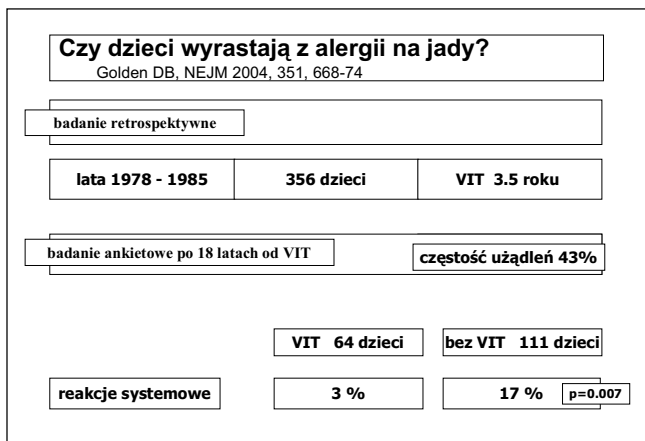 Czy dzieci wyrastają z alergii na jady?
Golden DB, NEJM 2004, 351, 668-74
badanie retrospektywne
lata 1978 - 1985 356 dzieci VIT 3.5 roku
badanie ankietowe po 18 latach od VIT
częstość użądleń 43%
VIT 64 dzieci bez VIT 111 dzieci
reakcje systemowe 3 % 17 % p=0.007